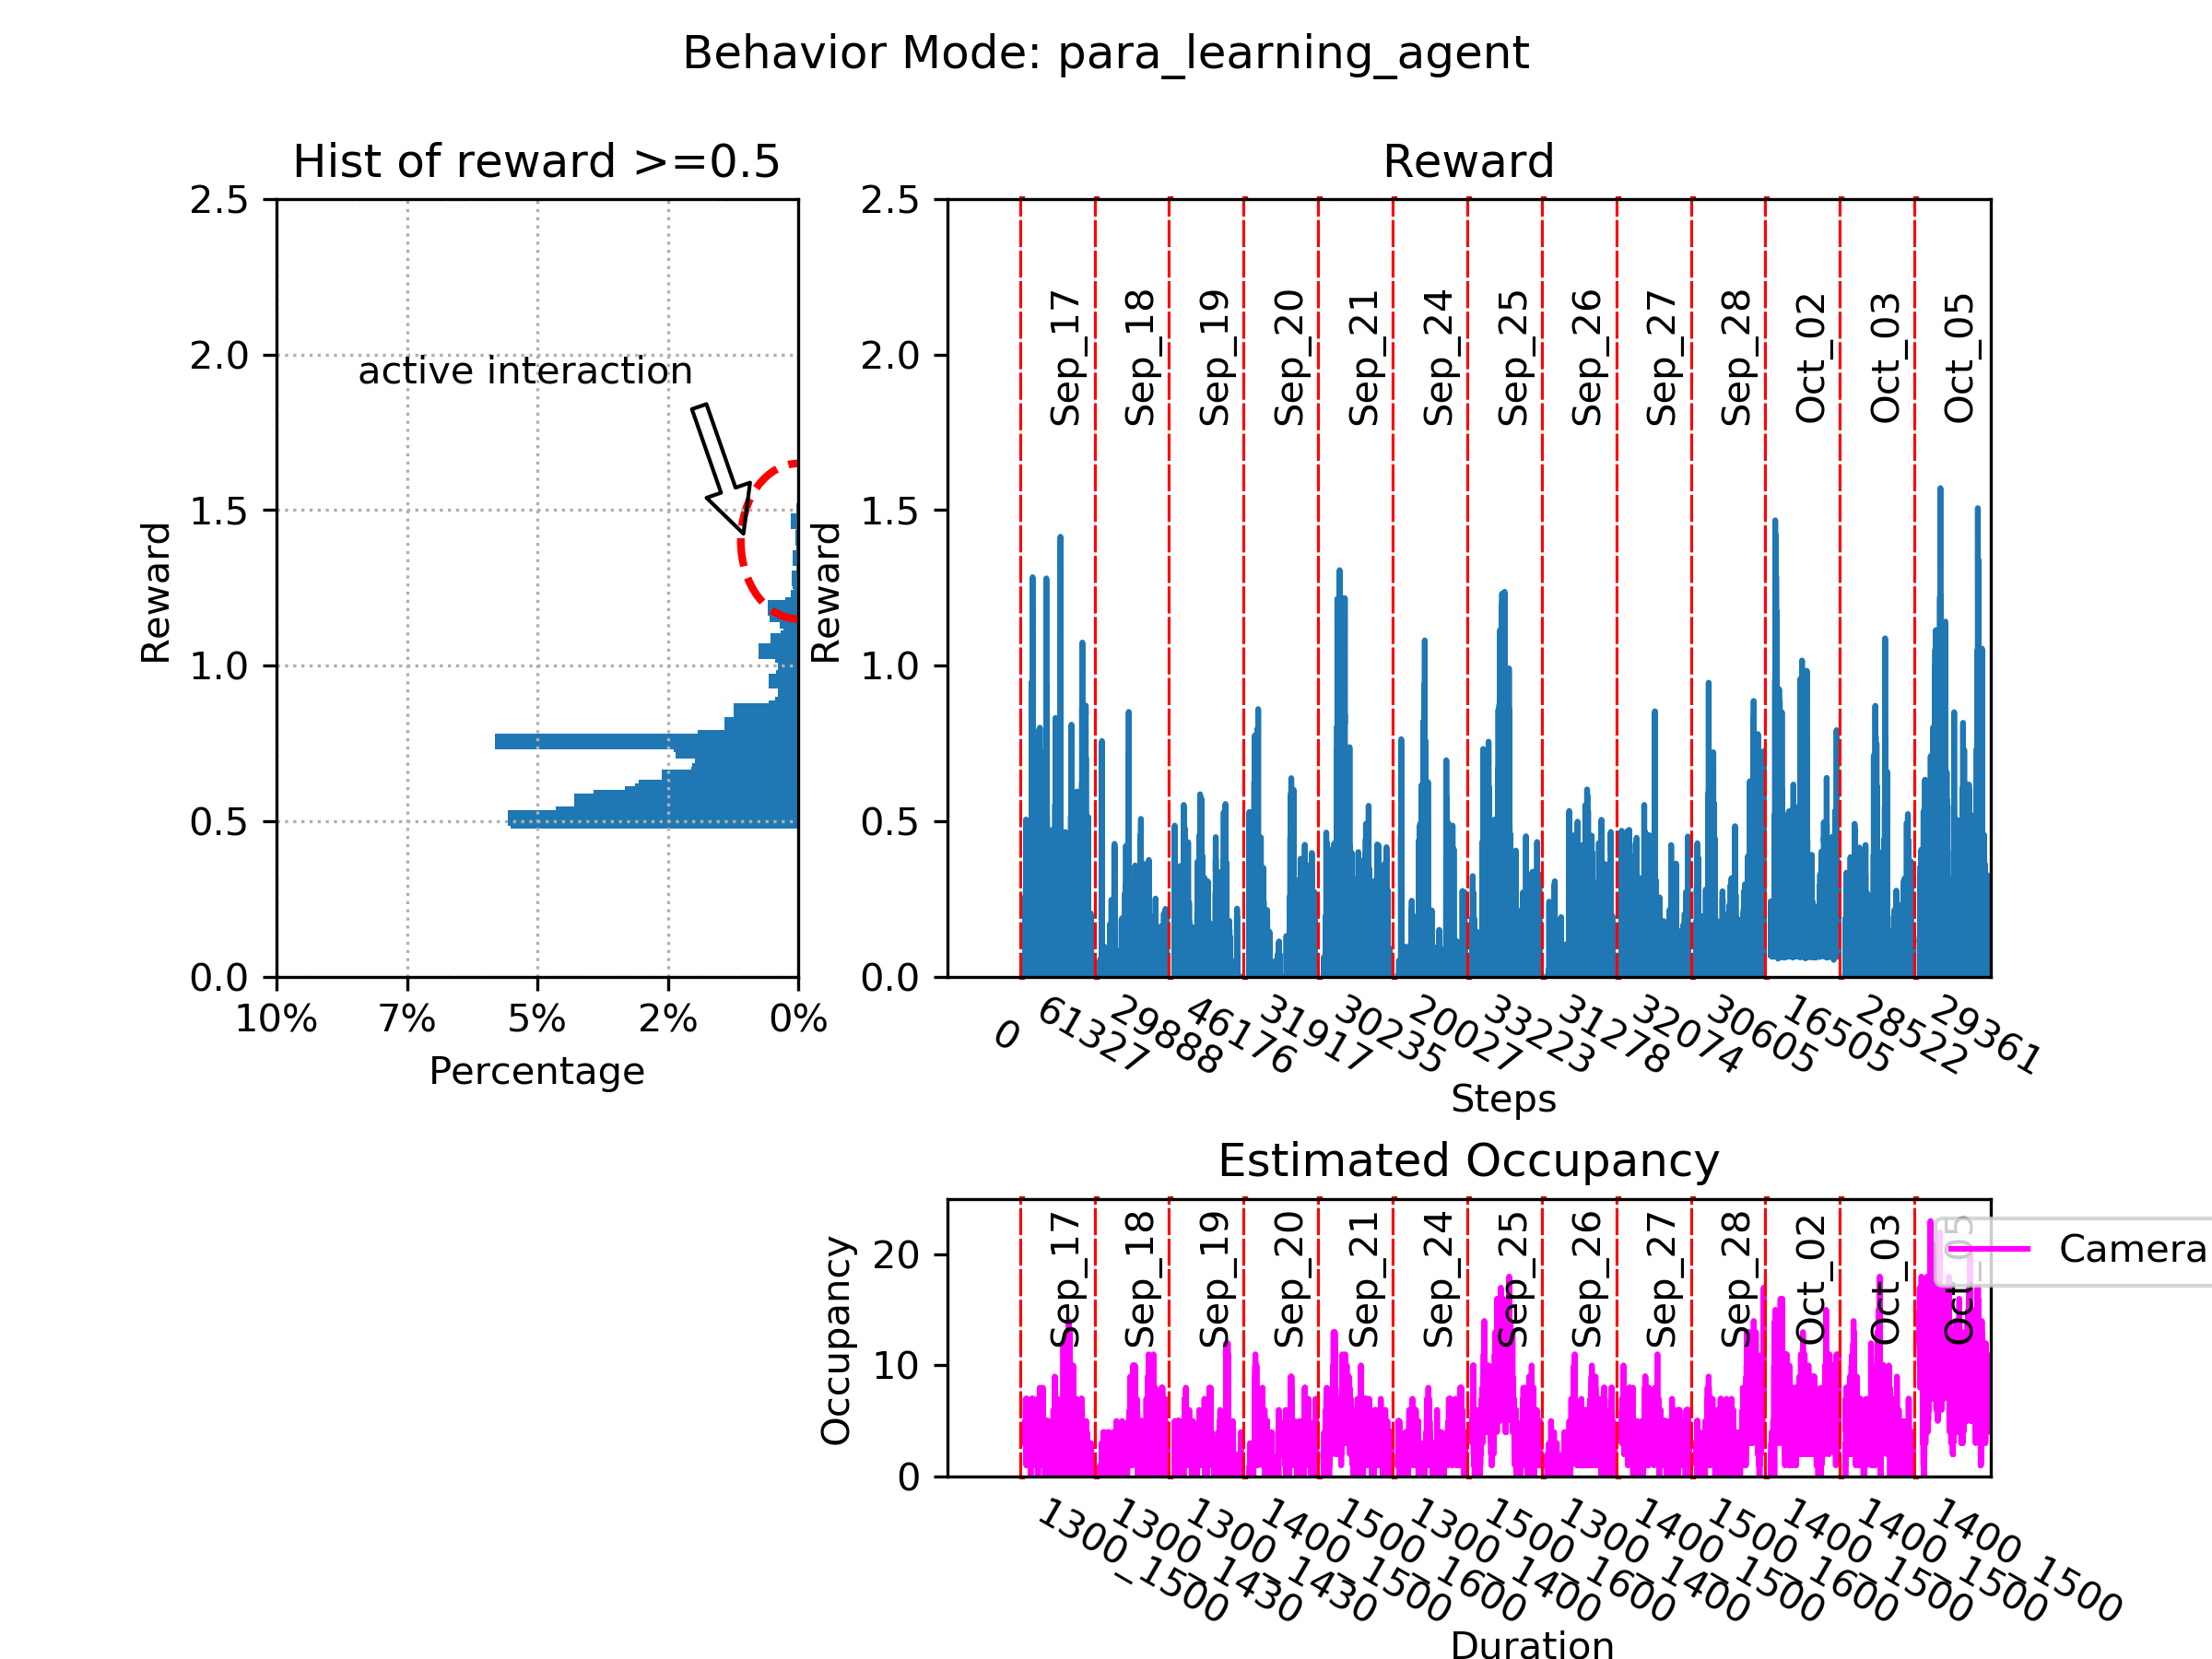 Behavior Mode: para_learning_agent
Hist of reward >=0.5
2.5
2.0
1.5
1.0
0.5
0.0
Reward
active interaction
10%
7%
5%
2%
0%
Percentage
Reward
2.5
2.0
1.5
1.0
0.5
0.0
Reward
Sep_17
Sep_18
Sep_19
Sep_20
Sep_21
Sep_24
Sep_25
Sep_26
Sep_27
Sep_28
Oct_02
Oct_03
Oct_05
0
61327
29888
46176
31917
30235
20027
33223
31278
32074
30605
16505
28522
29361
Steps
Estimated Occupancy
20
10
0
Occupancy
Sep_17
Sep_18
Sep_19
Sep_20
Sep_21
Sep_24
Sep_25
Sep_26
Sep_27
Sep_28
Oct_02
Oct_03
Oct_05
Camera
1300_1500
1300_1430
1300_1430
1400_1500
1500_1600
1300_1400
1500_1600
1300_1400
1400_1500
1500_1600
1400_1500
1400_1500
1400_1500
Duration